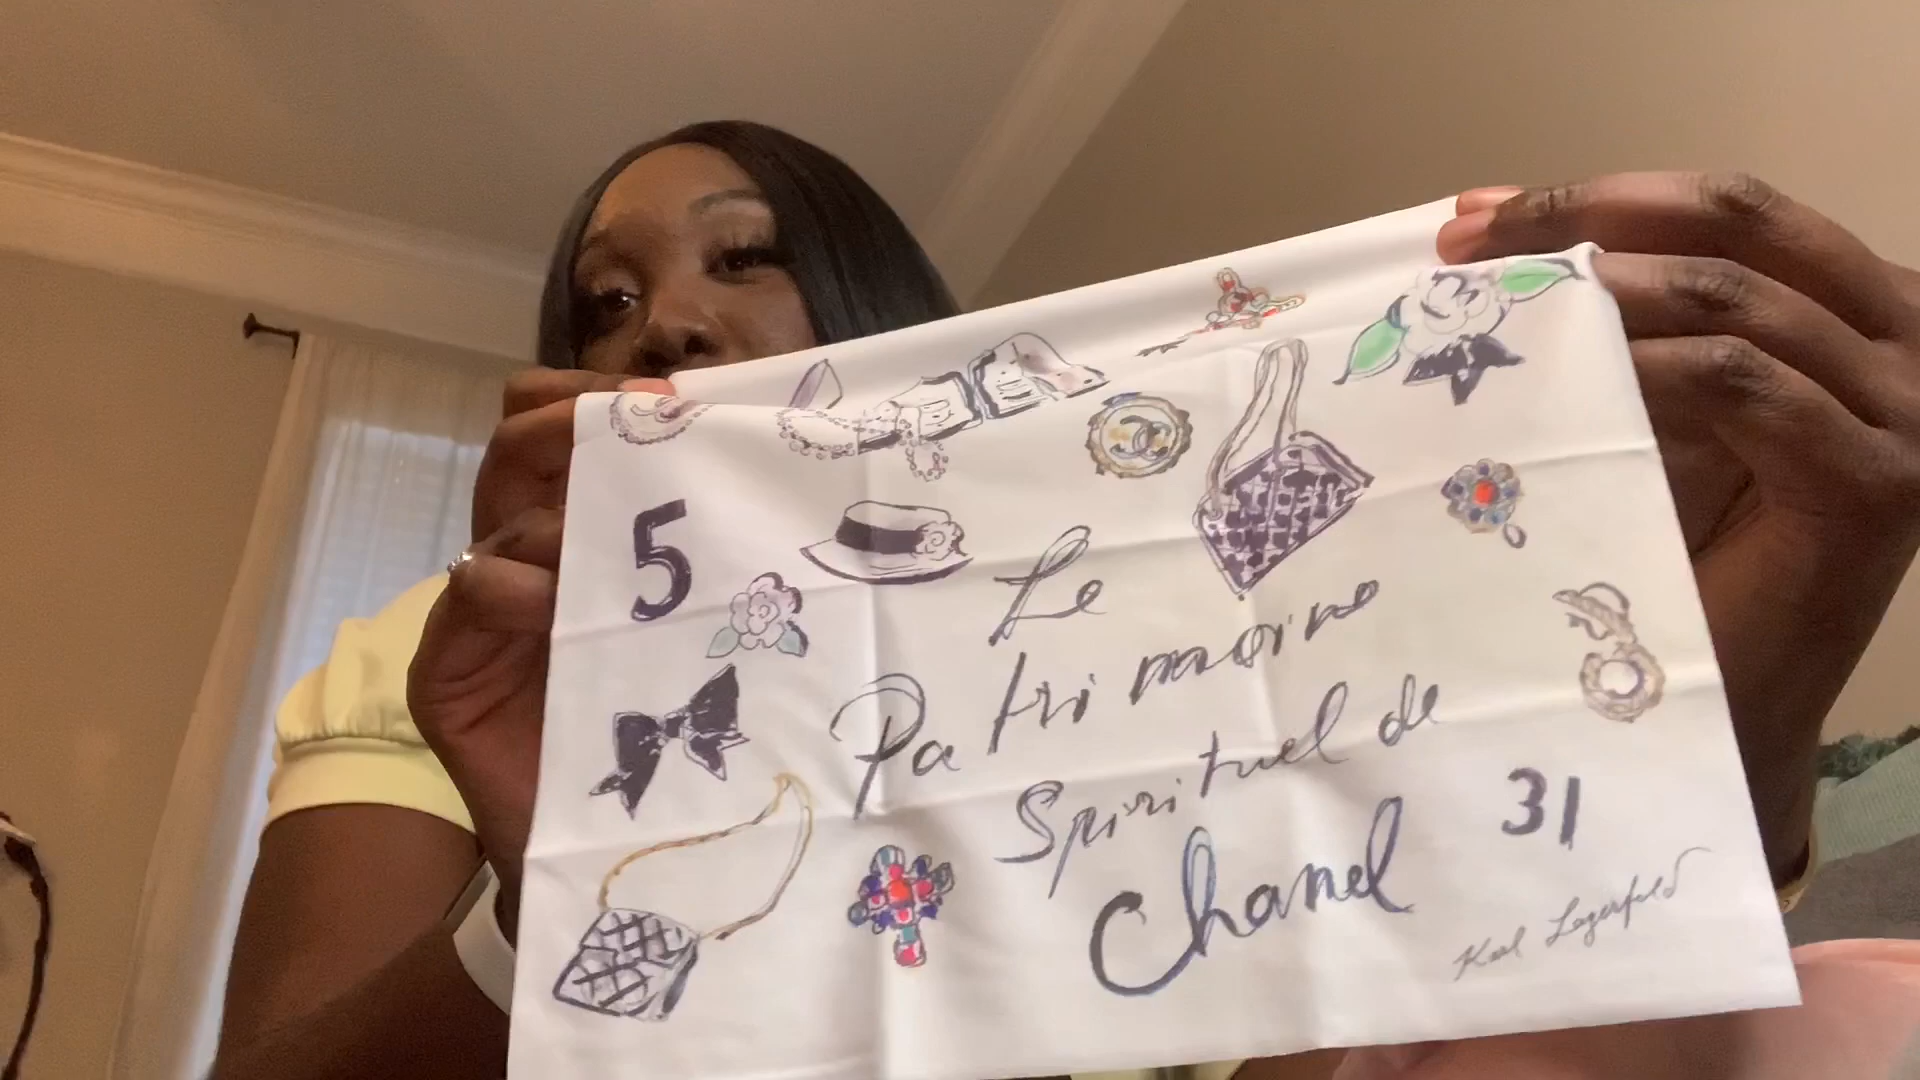 5
Le
Patrimoine
Spirituel de
Chanel
31
Karl Lagerfeld